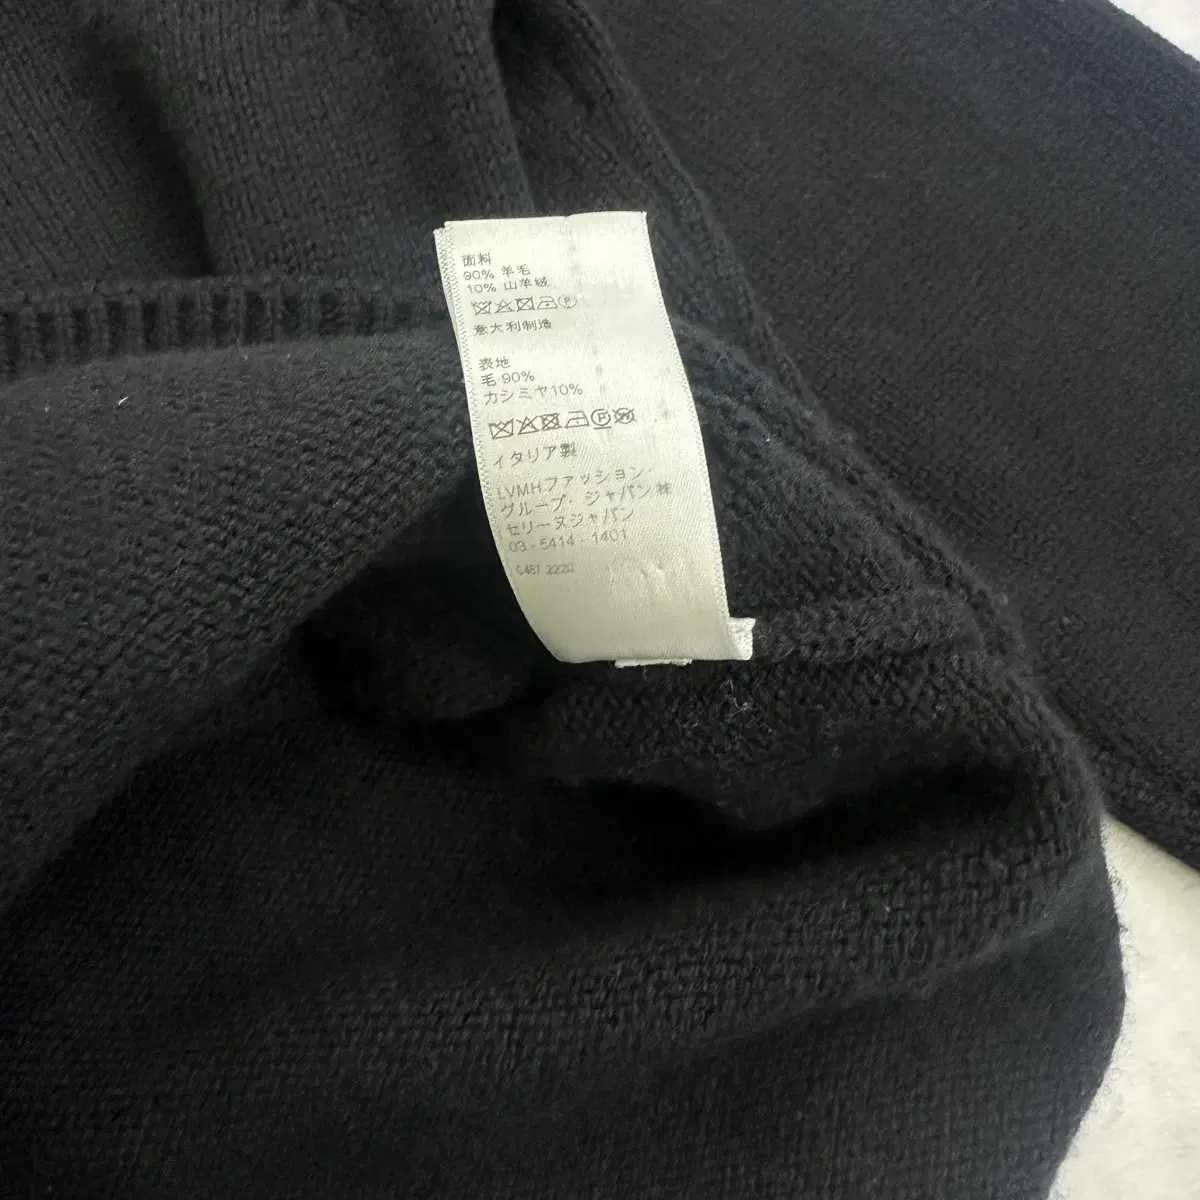 面料
90% 羊毛
10% 山羊绒
意大利制造
表地
毛 90%
カシミヤ10%
イタリア製
LVMHファッション・
グループ・ジャパン㈱
セリーヌジャパン
03-5414-1401
2220